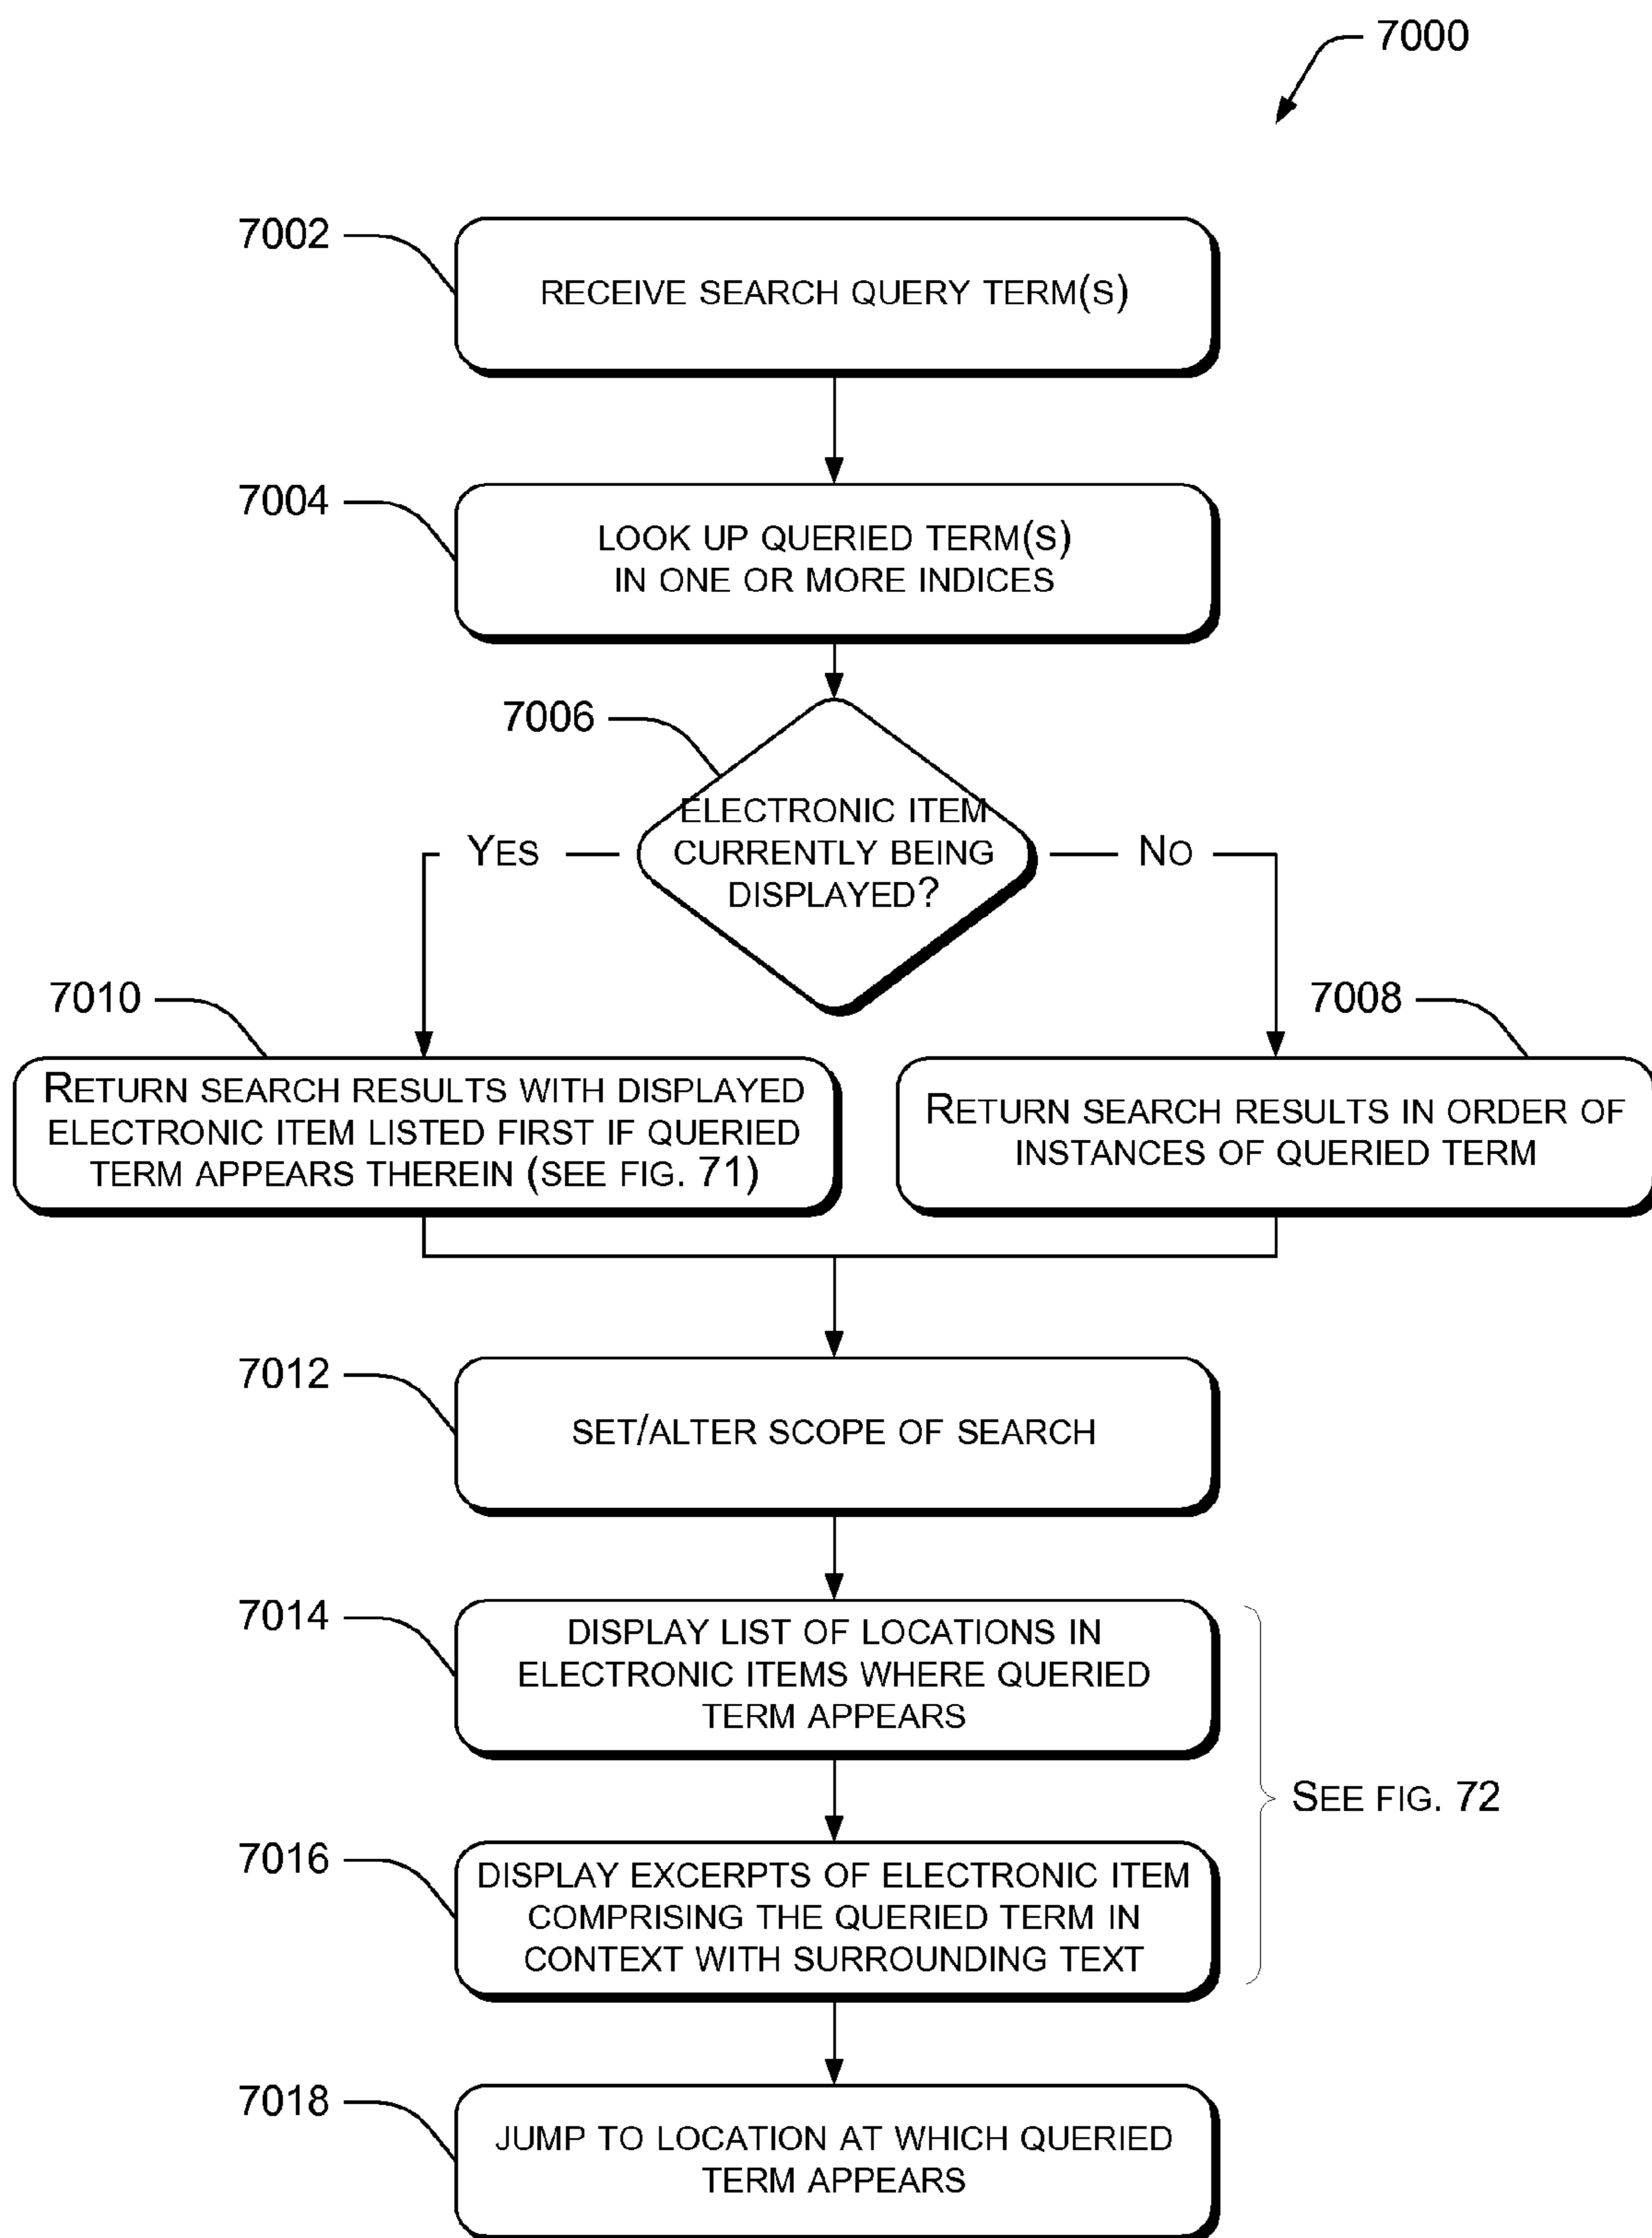 7000
7002
RECEIVE SEARCH QUERY TERM(S)
7004
LOOK UP QUERIED TERM(S)
IN ONE OR MORE INDICES
7006
ELECTRONIC ITEM
CURRENTLY BEING
DISPLAYED?
YES
NO
7010
RETURN SEARCH RESULTS WITH DISPLAYED
ELECTRONIC ITEM LISTED FIRST IF QUERIED
TERM APPEARS THEREIN (SEE FIG. 71)
7008
RETURN SEARCH RESULTS IN ORDER OF
INSTANCES OF QUERIED TERM
7012
SET/ALTER SCOPE OF SEARCH
7014
DISPLAY LIST OF LOCATIONS IN
ELECTRONIC ITEMS WHERE QUERIED
TERM APPEARS
SEE FIG. 72
7016
DISPLAY EXCERPTS OF ELECTRONIC ITEM
COMPRISING THE QUERIED TERM IN
CONTEXT WITH SURROUNDING TEXT
7018
JUMP TO LOCATION AT WHICH QUERIED
TERM APPEARS